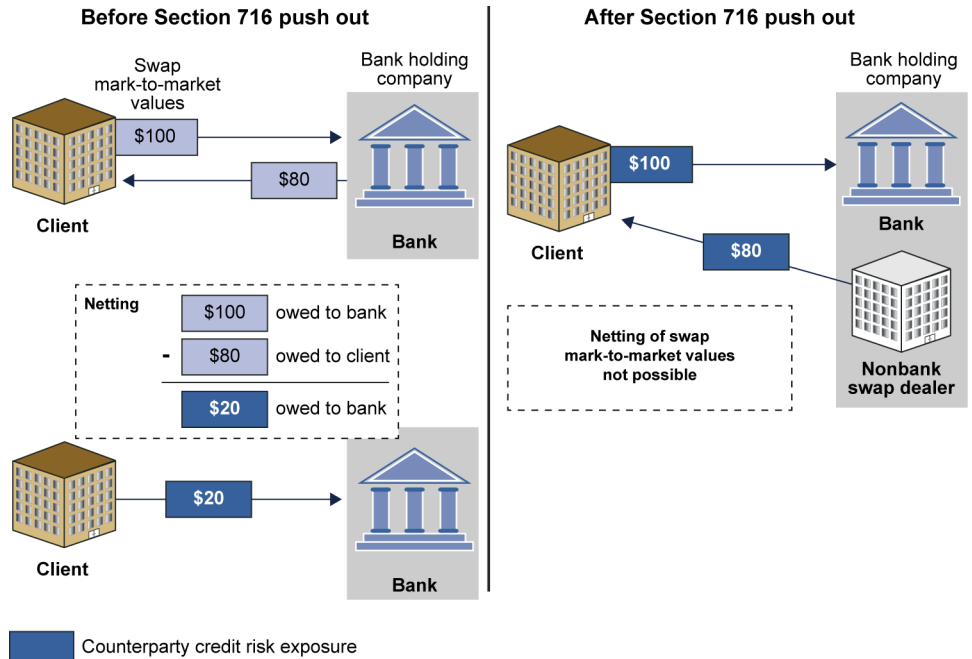 Before Section 716 push out
Swap
mark-to-market
values
Bank holding
company
$100
$80
Client
Bank
Netting
$100 owed to bank
- $80 owed to client
$20 owed to bank
$20
Client
Bank
After Section 716 push out
Bank holding
company
$100
Bank
Client
$80
Netting of swap
mark-to-market values
not possible
Nonbank
swap dealer
Counterparty credit risk exposure